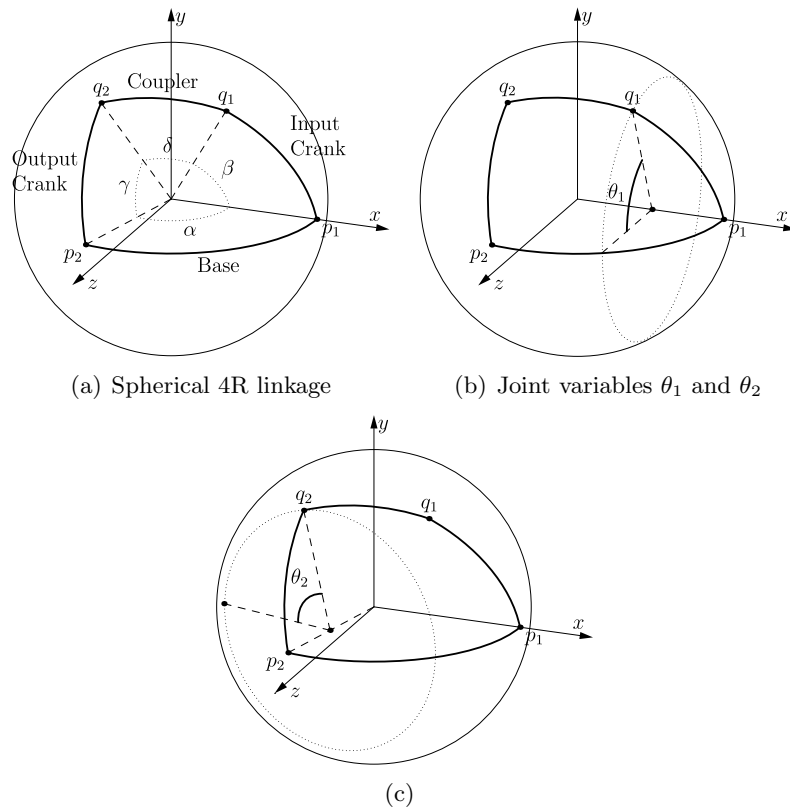 y
q₂
Coupler
q₁
Input
Crank
δ
β
Output
Crank
γ
α
x
p₁
p₂
Base
z
(a) Spherical 4R linkage
y
q₂
q₁
θ₁
x
p₁
p₂
z
(b) Joint variables θ₁ and θ₂
y
q₂
q₁
θ₂
x
p₁
p₂
z
(c)